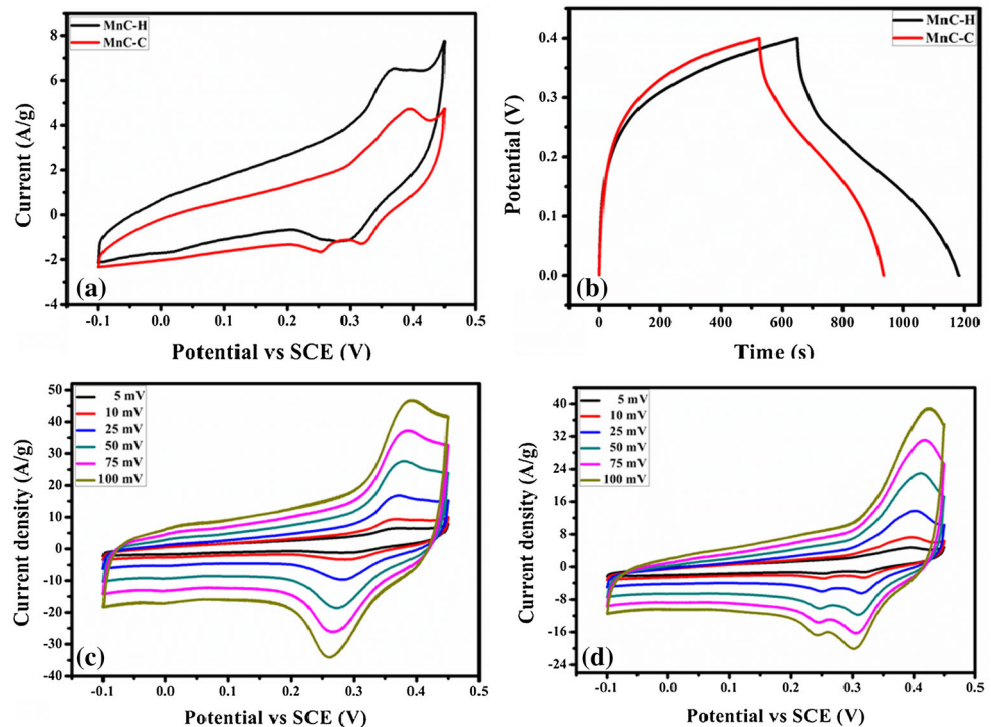 MnC-H
MnC-C
8
6
4
2
0
-2
-4
Current (A/g)
(a)
-0.1 0.0 0.1 0.2 0.3 0.4 0.5
Potential vs SCE (V)
MnC-H
MnC-C
0.4
0.3
0.2
0.1
0.0
Potential (V)
(b)
0 200 400 600 800 1000 1200
Time (s)
5 mV
10 mV
25 mV
50 mV
75 mV
100 mV
50
40
30
20
10
0
-10
-20
-30
-40
Current density (A/g)
(c)
-0.1 0.0 0.1 0.2 0.3 0.4 0.5
Potential vs SCE (V)
5 mV
10 mV
25 mV
50 mV
75 mV
100 mV
40
32
24
16
8
0
-8
-16
-24
Current density (A/g)
(d)
-0.1 0.0 0.1 0.2 0.3 0.4 0.5
Potential vs SCE (V)